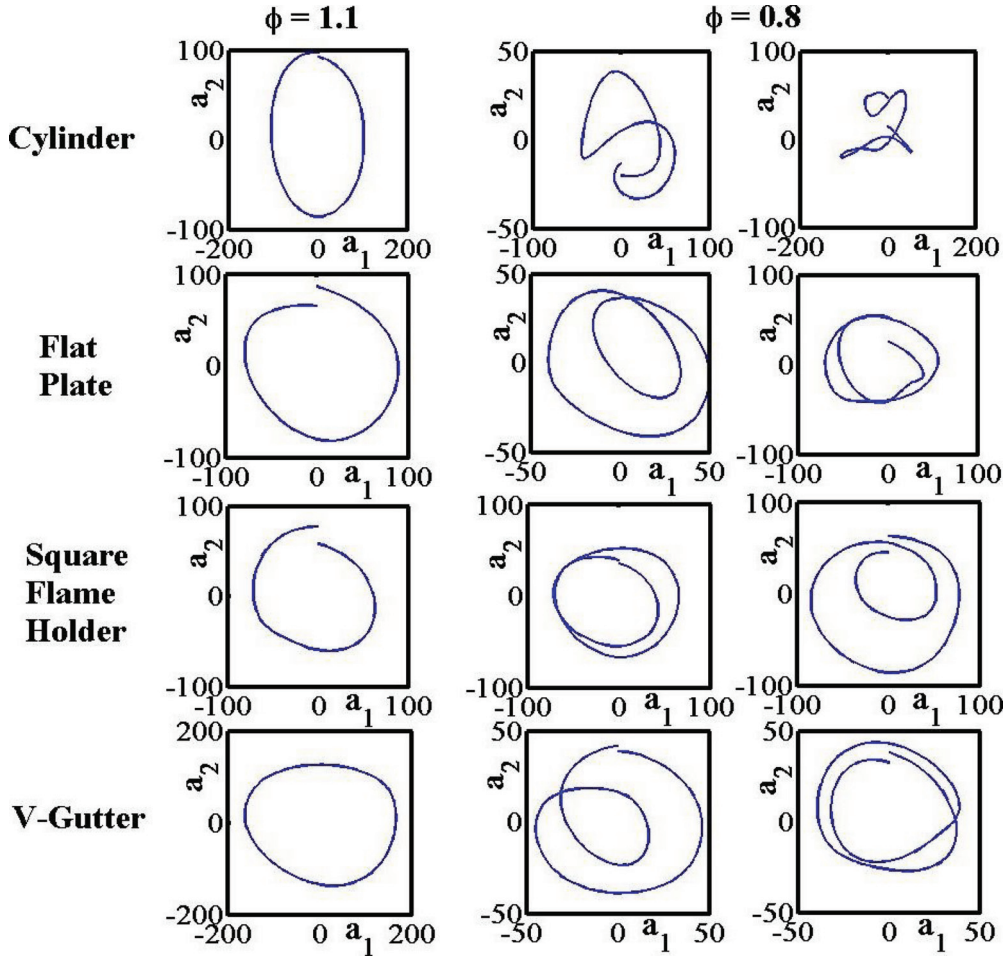 ϕ = 1.1 ϕ = 0.8
Cylinder
100 a2 0 -100 -200 0 a1 200
50 a2 0 -50 -100 0 a1 100
100 a2 0 -100 -200 0 a1 200
Flat
Plate
100 a2 0 -100 -100 0 a1 100
50 a2 0 -50 -50 0 a1 50
100 a2 0 -100 -100 0 a1 100
Square
Flame
Holder
100 a2 0 -100 -100 0 a1 100
100 a2 0 -100 -100 0 a1 100
100 a2 0 -100 -100 0 a1 100
V-Gutter
200 a2 0 -200 -200 0 a1 200
50 a2 0 -50 -50 0 a1 50
50 a2 0 -50 -50 0 a1 50